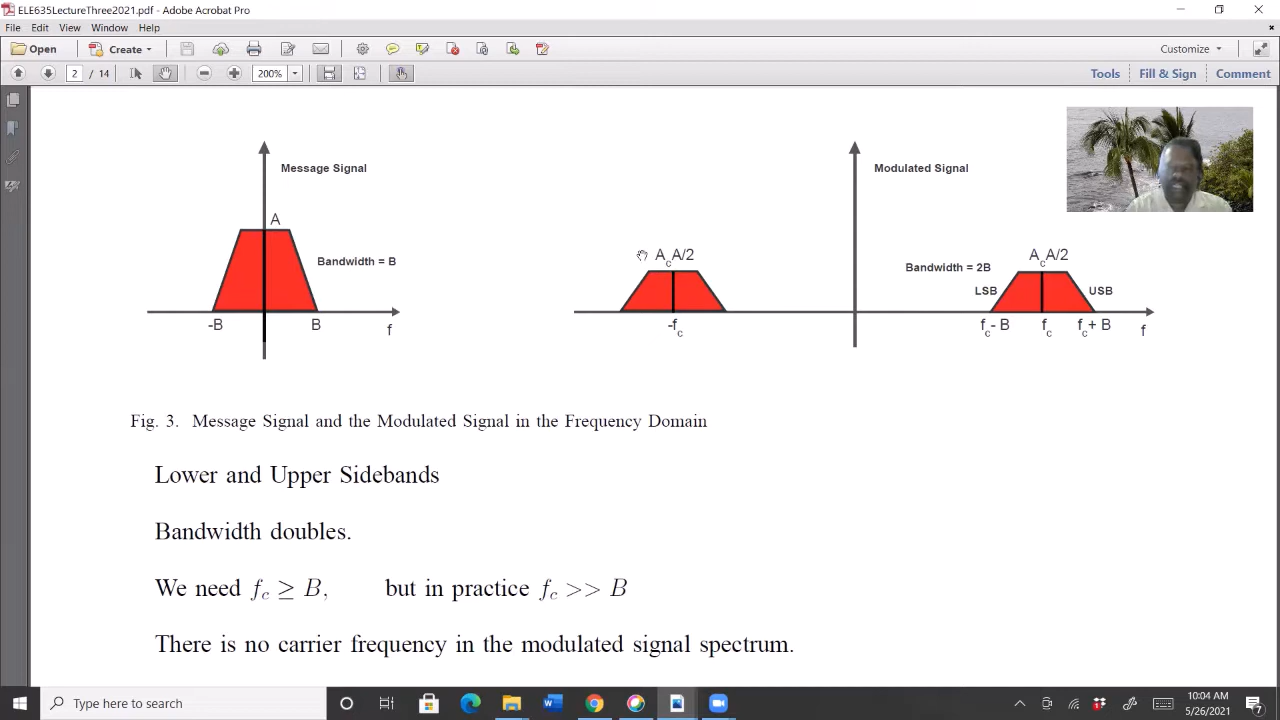 ELE635LectureThree2021.pdf - Adobe Acrobat Pro
File Edit View Window Help
Open Create Customize
2 / 14 200% Tools Fill & Sign Comment
Message Signal
A
Bandwidth = B
-B B f
Modulated Signal
AcA/2 AcA/2
Bandwidth = 2B
LSB USB
-fc fc- B fc fc+ B f
Fig. 3. Message Signal and the Modulated Signal in the Frequency Domain
Lower and Upper Sidebands
Bandwidth doubles.
We need fc ≥ B, but in practice fc >> B
There is no carrier frequency in the modulated signal spectrum.
Type here to search
10:04 AM
5/26/2021
7